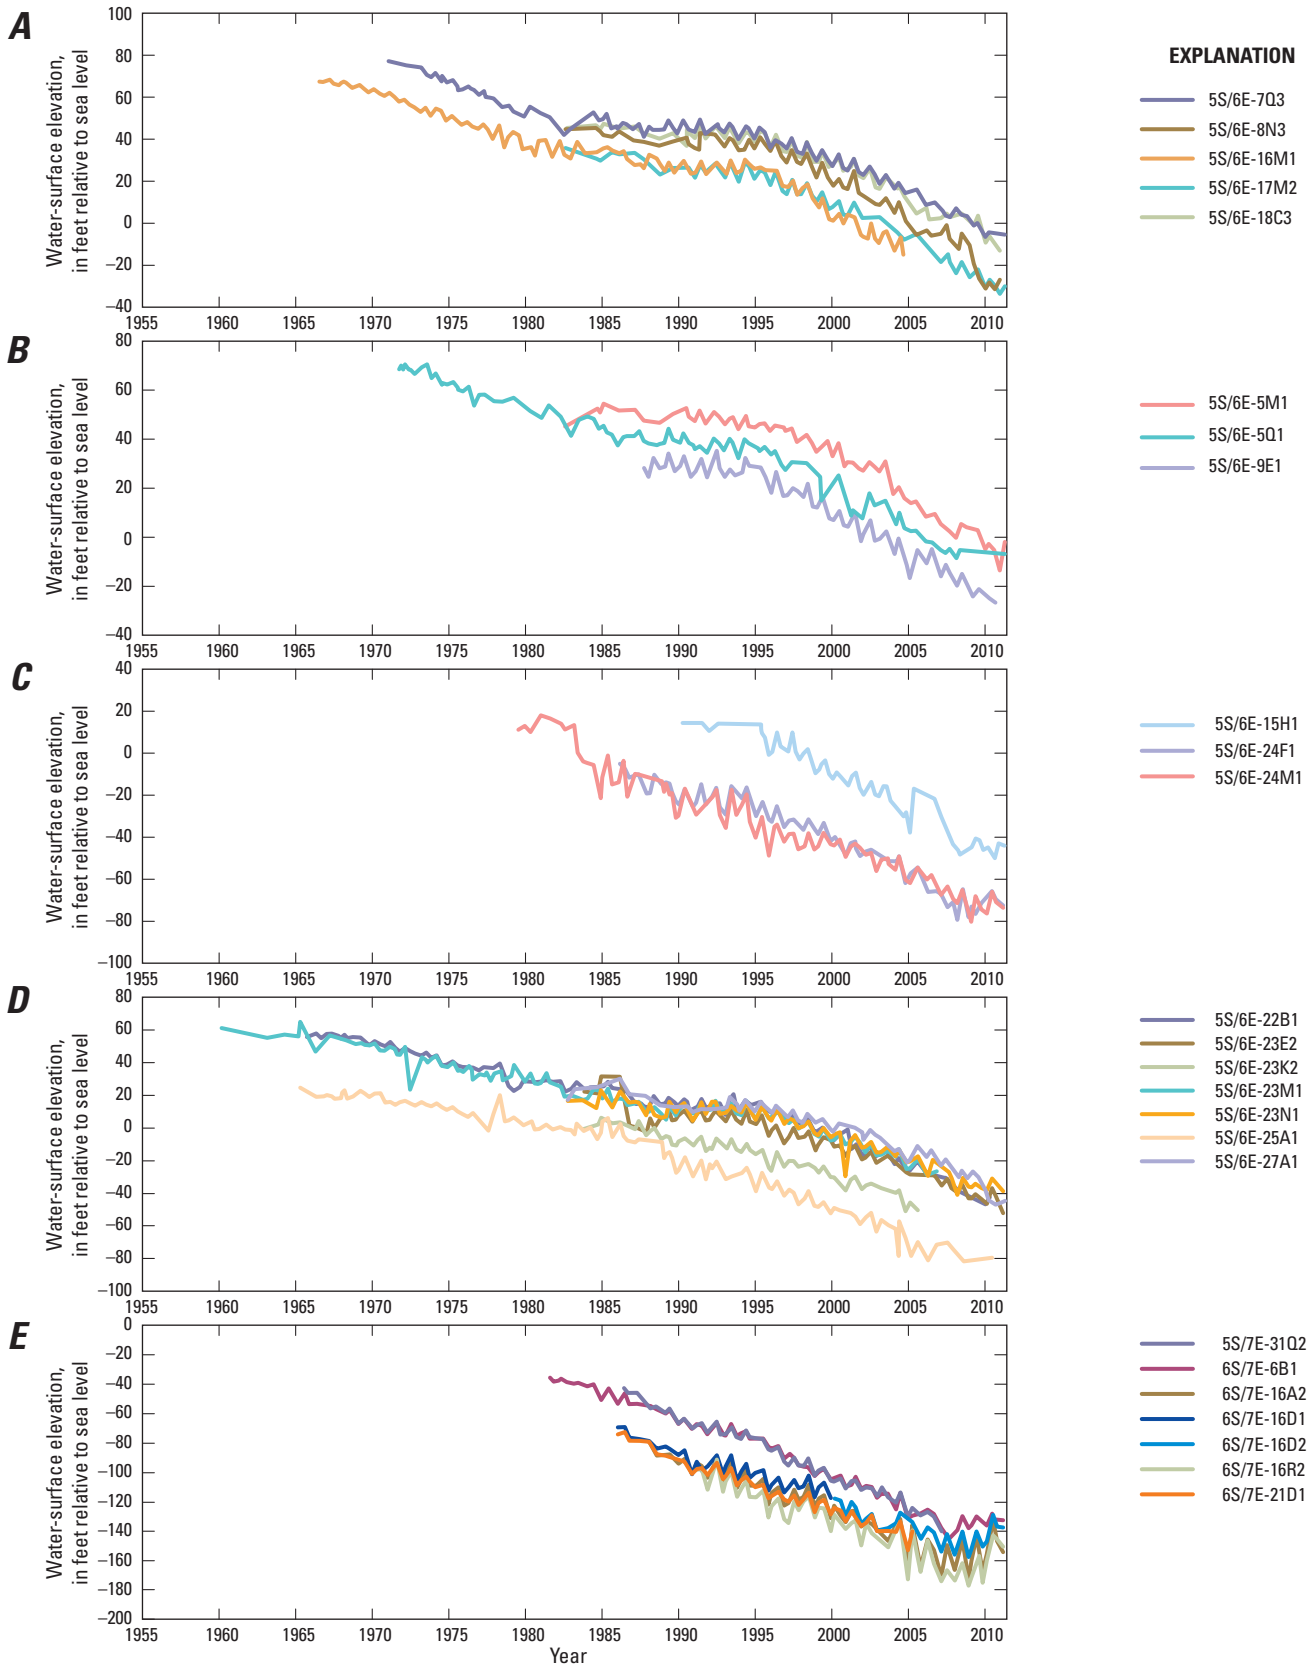 A
Water-surface elevation,
in feet relative to sea level
100
80
60
40
20
0
–20
–40
1955 1960 1965 1970 1975 1980 1985 1990 1995 2000 2005 2010
EXPLANATION
5S/6E-7Q3
5S/6E-8N3
5S/6E-16M1
5S/6E-17M2
5S/6E-18C3
B
Water-surface elevation,
in feet relative to sea level
80
60
40
20
0
–20
–40
1955 1960 1965 1970 1975 1980 1985 1990 1995 2000 2005 2010
5S/6E-5M1
5S/6E-5Q1
5S/6E-9E1
C
Water-surface elevation,
in feet relative to sea level
40
20
0
–20
–40
–60
–80
–100
1955 1960 1965 1970 1975 1980 1985 1990 1995 2000 2005 2010
5S/6E-15H1
5S/6E-24F1
5S/6E-24M1
D
Water-surface elevation,
in feet relative to sea level
80
60
40
20
0
–20
–40
–60
–80
–100
1955 1960 1965 1970 1975 1980 1985 1990 1995 2000 2005 2010
5S/6E-22B1
5S/6E-23E2
5S/6E-23K2
5S/6E-23M1
5S/6E-23N1
5S/6E-25A1
5S/6E-27A1
E
Water-surface elevation,
in feet relative to sea level
–0
–20
–40
–60
–80
–100
–120
–140
–160
–180
–200
1955 1960 1965 1970 1975 1980 1985 1990 1995 2000 2005 2010
Year
5S/7E-31Q2
6S/7E-6B1
6S/7E-16A2
6S/7E-16D1
6S/7E-16D2
6S/7E-16R2
6S/7E-21D1